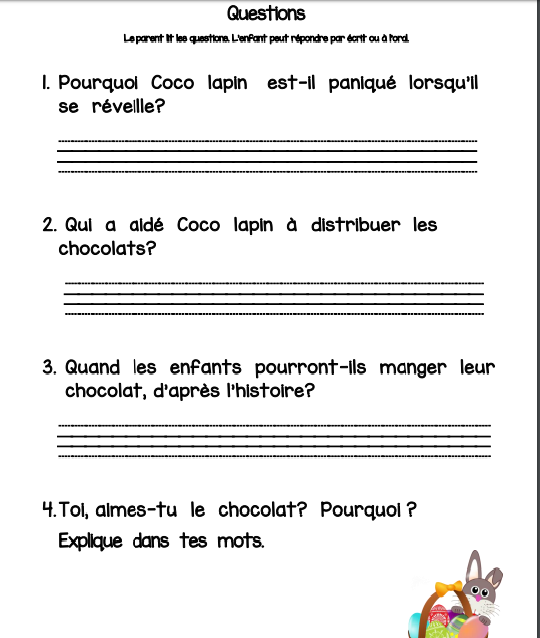 Questions
Le parent lit les questions. L'enfant peut répondre par écrit ou à l'oral.
1. Pourquoi Coco lapin est-il paniqué lorsqu'il
se réveille?
2. Qui a aidé Coco lapin à distribuer les
chocolats?
3. Quand les enfants pourront-ils manger leur
chocolat, d'après l'histoire?
4. Toi, aimes-tu le chocolat? Pourquoi ?
Explique dans tes mots.